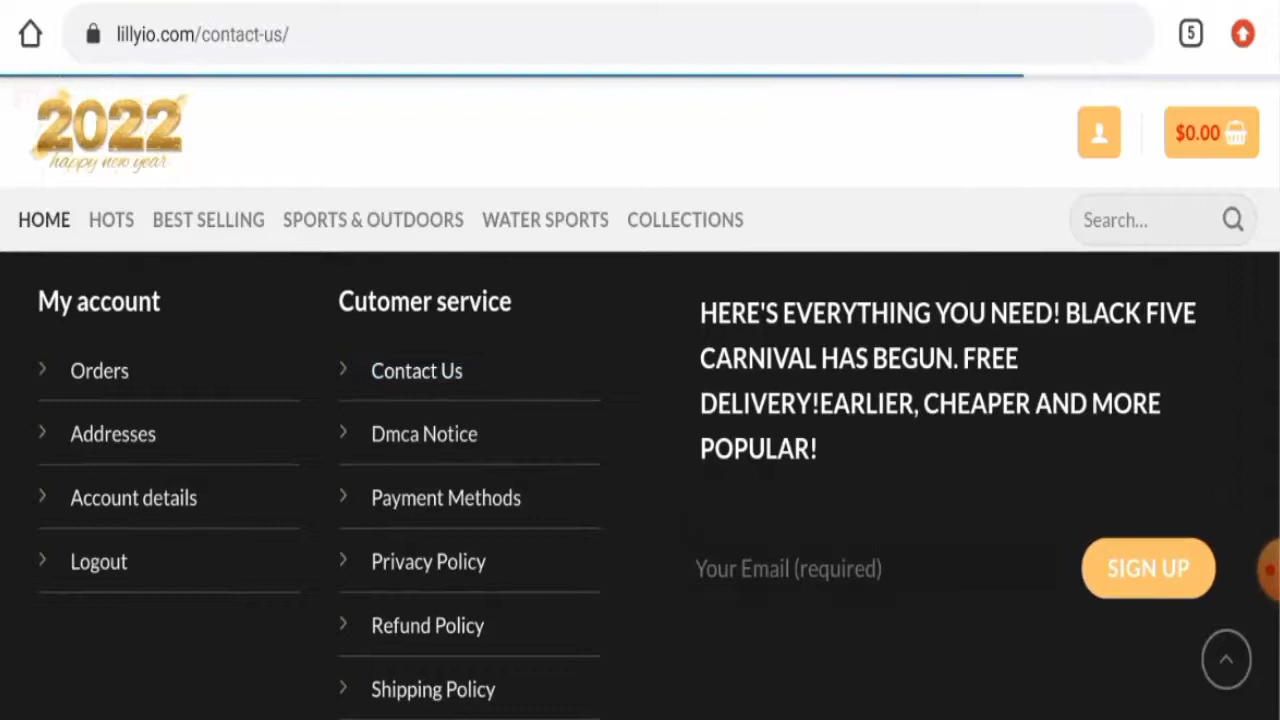 lillyio.com/contact-us/
5
2022
happy new year
$0.00
HOME HOTS BEST SELLING SPORTS & OUTDOORS WATER SPORTS COLLECTIONS
Search...
My account
Orders
Addresses
Account details
Logout
Cutomer service
Contact Us
Dmca Notice
Payment Methods
Privacy Policy
Refund Policy
Shipping Policy
HERE'S EVERYTHING YOU NEED! BLACK FIVE
CARNIVAL HAS BEGUN. FREE
DELIVERY!EARLIER, CHEAPER AND MORE
POPULAR!
Your Email (required)
SIGN UP